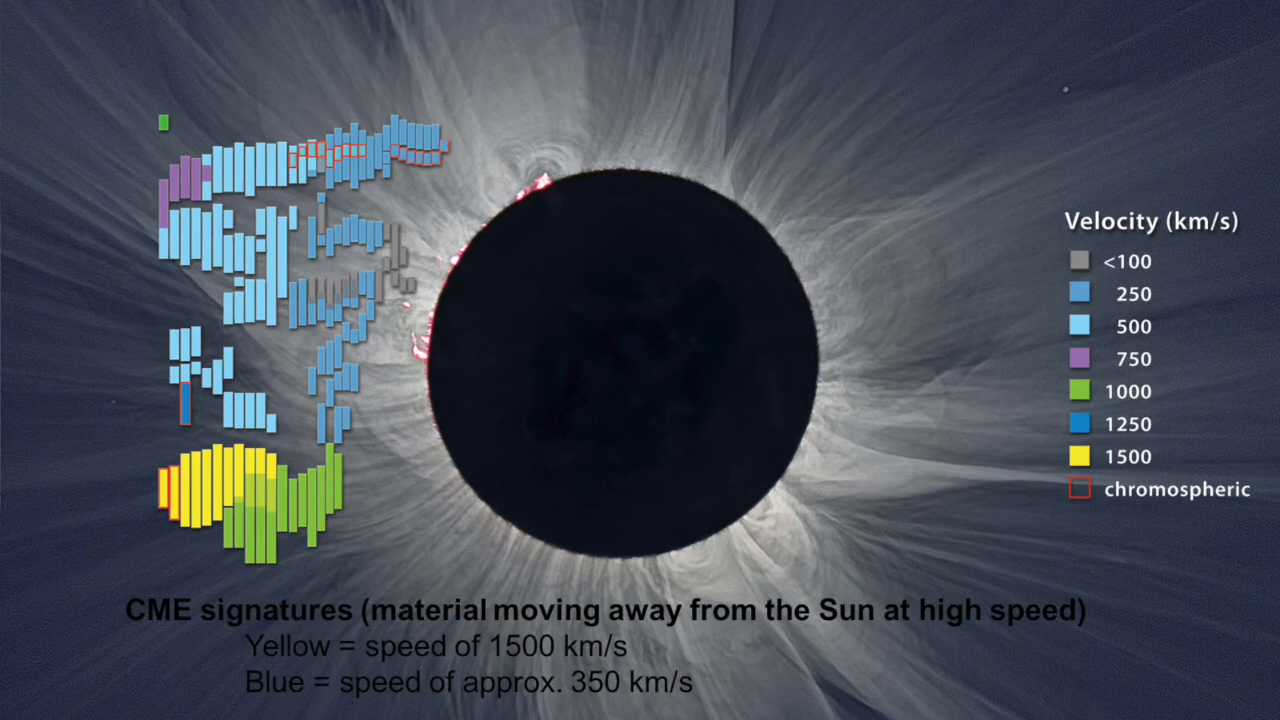 Velocity (km/s)
<100
250
500
750
1000
1250
1500
chromospheric
CME signatures (material moving away from the Sun at high speed)
Yellow = speed of 1500 km/s
Blue = speed of approx. 350 km/s